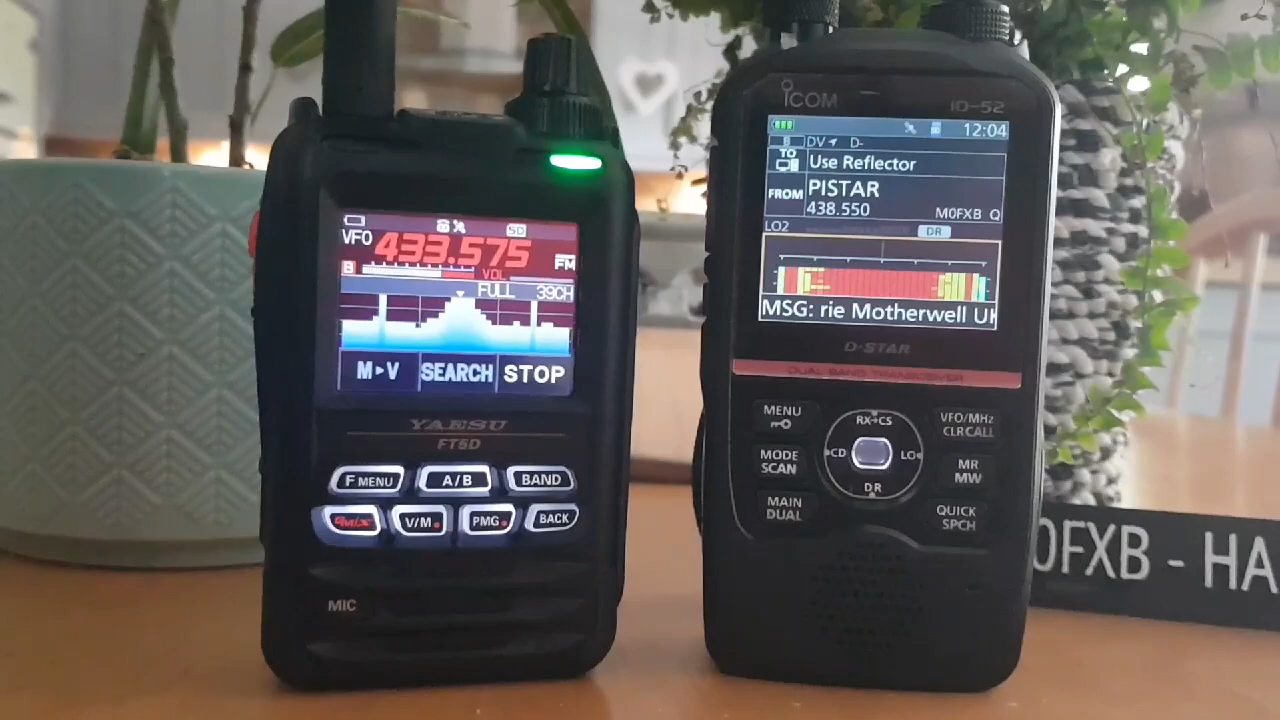 SD
VFO 433.575 FM
B VOL
FULL 39CH
M▸V SEARCH STOP
YAESU
FT5D
F MENU A/B BAND
V/M PMG BACK
MIC
ICOM ID-52
12:04
DV D-
TO Use Reflector
FROM PISTAR
438.550 M0FXB Q
LO2 DR
MSG: rie Motherwell UK
D-STAR
DUAL BAND TRANSCEIVER
MENU RX→CS VFO/MHz
CLR CALL
MODE CD LO MR
SCAN MW
MAIN DR QUICK
DUAL SPCH
0FXB - HA